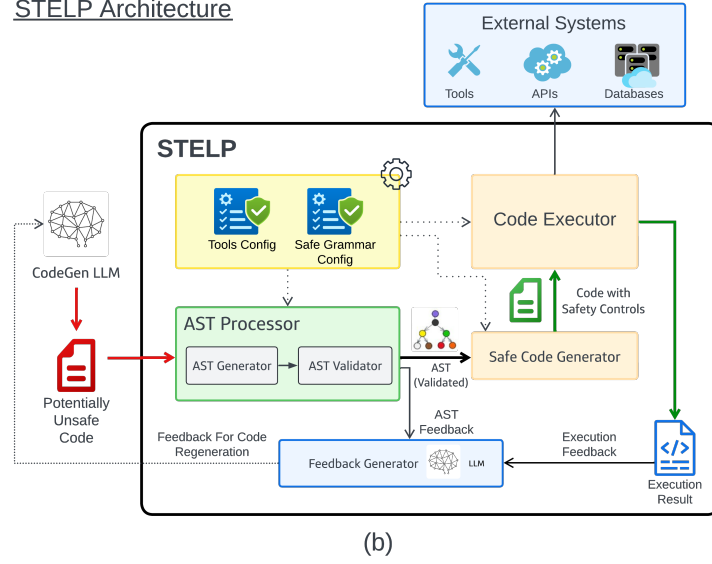 STELP Architecture
External Systems
Tools
APIs
Databases
STELP
Tools Config
Safe Grammar
Config
Code Executor
CodeGen LLM
Code with
Safety Controls
AST Processor
AST Generator
AST Validator
AST
(Validated)
Safe Code Generator
Potentially
Unsafe
Code
AST
Feedback
Feedback For Code
Regeneration
Execution
Feedback
Feedback Generator
LLM
Execution
Result
(b)